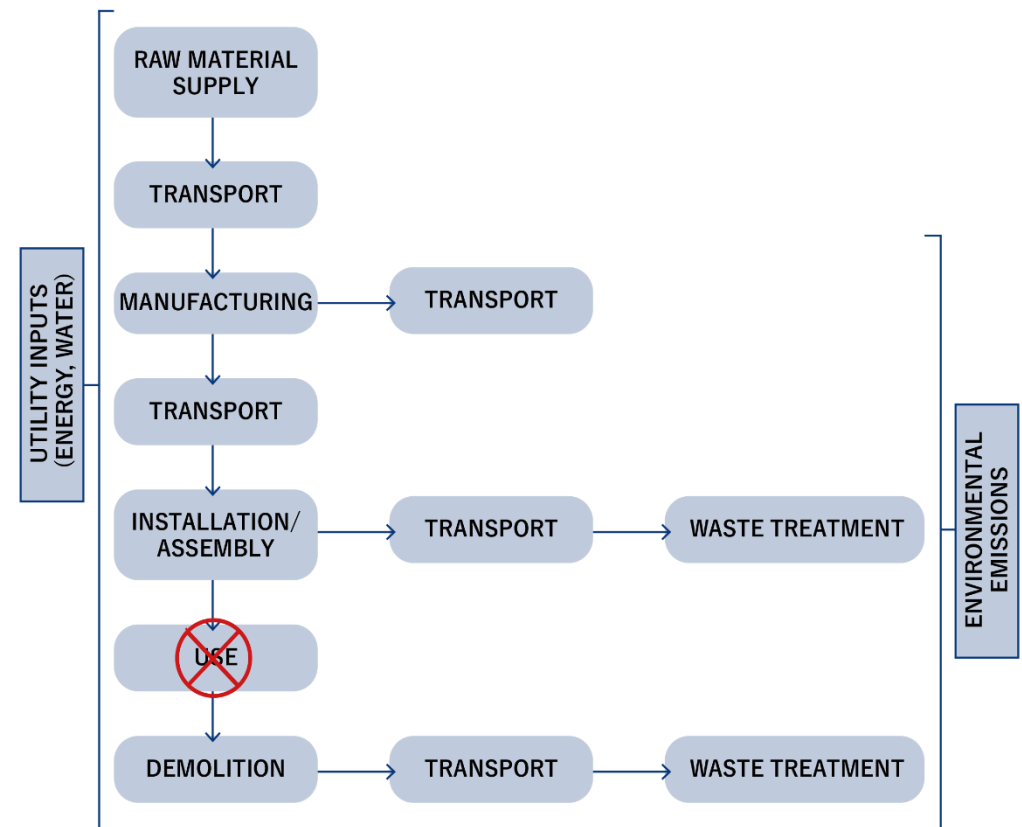 RAW MATERIAL
SUPPLY
TRANSPORT
MANUFACTURING
TRANSPORT
TRANSPORT
INSTALLATION/
ASSEMBLY
TRANSPORT
WASTE TREATMENT
USE
DEMOLITION
TRANSPORT
WASTE TREATMENT
UTILITY INPUTS
(ENERGY, WATER)
ENVIRONMENTAL
EMISSIONS